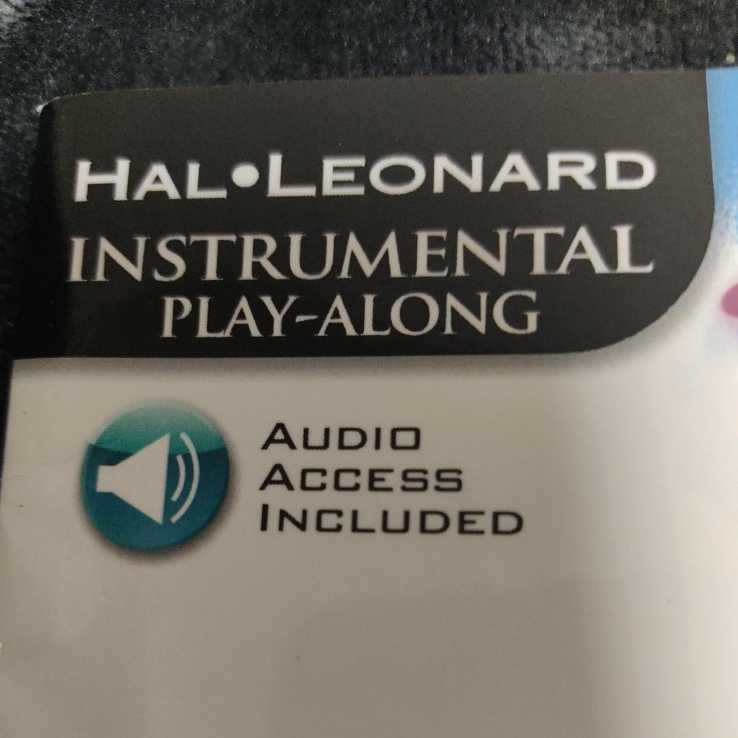 HAL•LEONARD
INSTRUMENTAL
PLAY-ALONG
AUDIO
ACCESS
INCLUDED